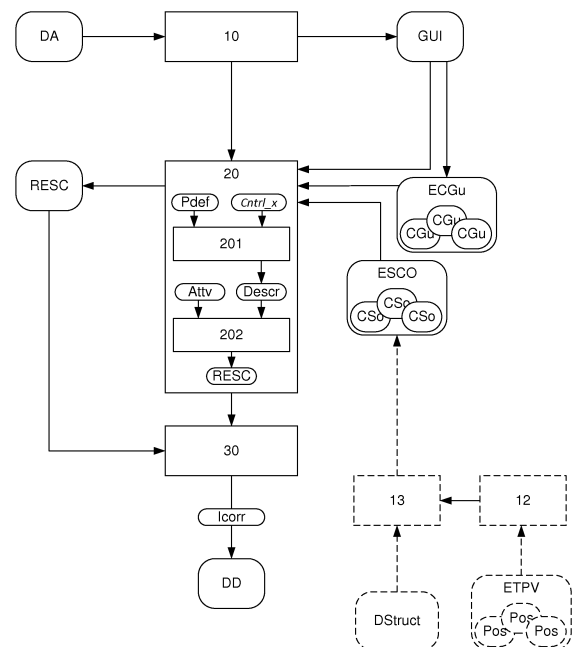 DA
10
GUI
RESC
20
Pdef
Cntrl_x
201
Attv
Descr
202
RESC
ECGu
CGu
CGu
CGu
ESCO
CSo
CSo
CSo
30
Icorr
DD
13
12
DStruct
ETPV
Pos
Pos
Pos